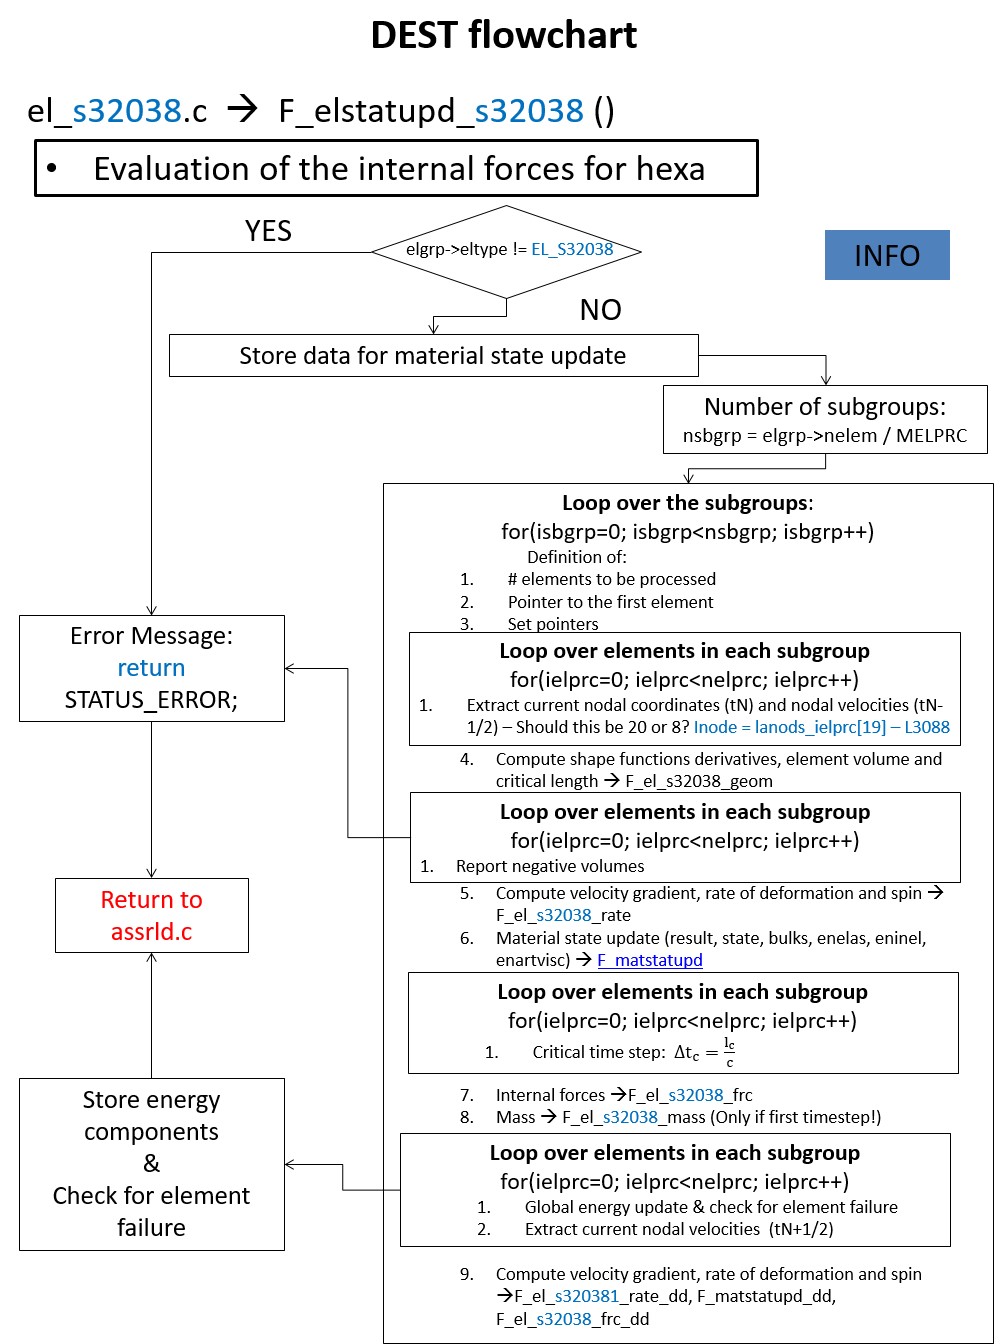 DEST flowchart
el_s32038.c → F_elstatupd_s32038 ()
• Evaluation of the internal forces for hexa
YES
elgrp->eltype != EL_S32038
INFO
NO
Store data for material state update
Number of subgroups:
nsbgrp = elgrp->nelem / MELPRC
Loop over the subgroups:
for(isbgrp=0; isbgrp<nsbgrp; isbgrp++)
Definition of:
1. # elements to be processed
2. Pointer to the first element
3. Set pointers
Loop over elements in each subgroup
for(ielprc=0; ielprc<nelprc; ielprc++)
1. Extract current nodal coordinates (tN) and nodal velocities (tN-
1/2) – Should this be 20 or 8? Inode = lanods_ielprc[19] – L3088
4. Compute shape functions derivatives, element volume and
critical length → F_el_s32038_geom
Loop over elements in each subgroup
for(ielprc=0; ielprc<nelprc; ielprc++)
1. Report negative volumes
5. Compute velocity gradient, rate of deformation and spin →
F_el_s32038_rate
6. Material state update (result, state, bulks, enelas, eninel,
enartvisc) → F_matstatupd
Loop over elements in each subgroup
for(ielprc=0; ielprc<nelprc; ielprc++)
1. Critical time step: Δtc = lc/c
7. Internal forces →F_el_s32038_frc
8. Mass → F_el_s32038_mass (Only if first timestep!)
Loop over elements in each subgroup
for(ielprc=0; ielprc<nelprc; ielprc++)
1. Global energy update & check for element failure
2. Extract current nodal velocities (tN+1/2)
9. Compute velocity gradient, rate of deformation and spin
→F_el_s320381_rate_dd, F_matstatupd_dd,
F_el_s32038_frc_dd
Error Message:
return
STATUS_ERROR;
Return to
assrld.c
Store energy
components
&
Check for element
failure